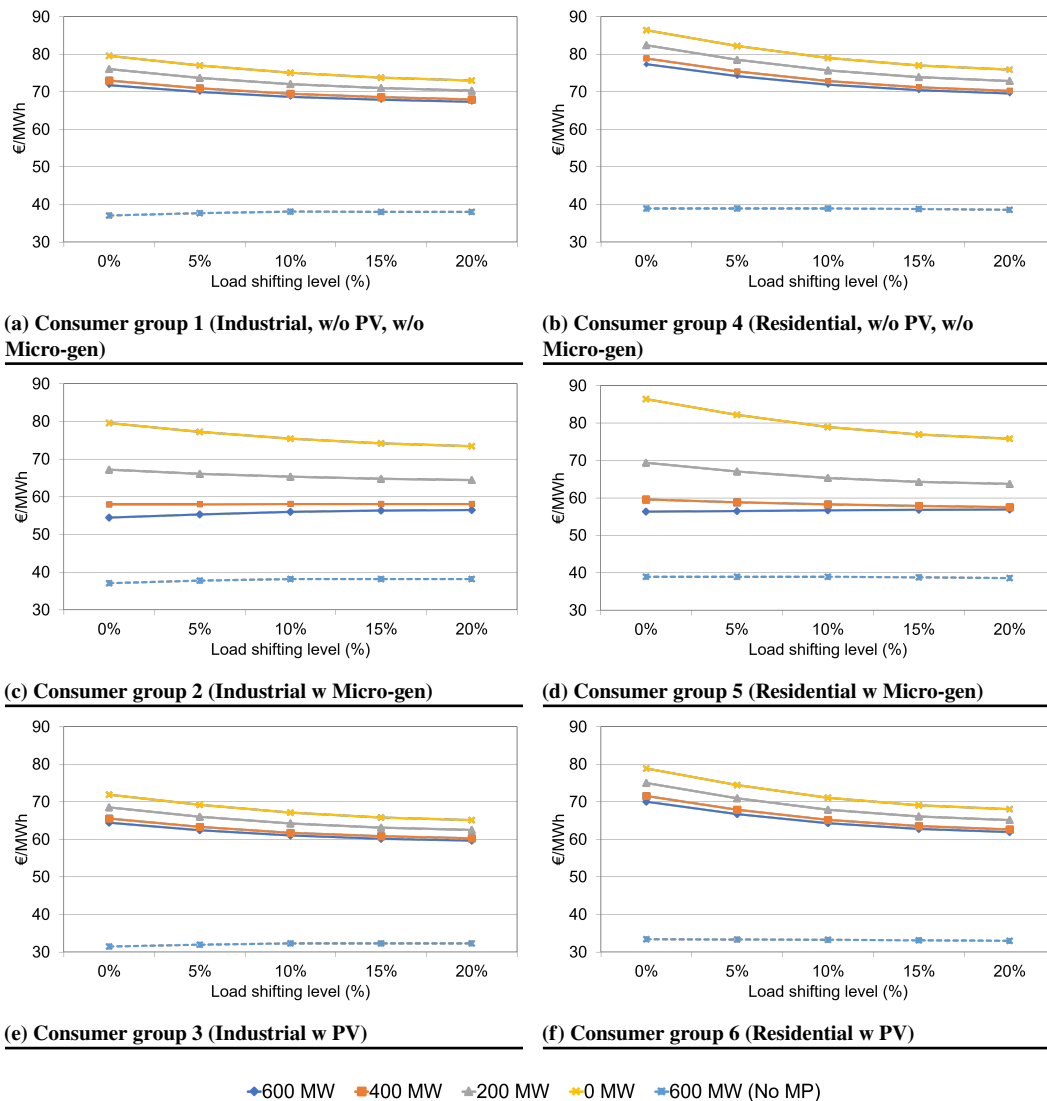 90
80
70
60
50
40
30
€/MWh
0% 5% 10% 15% 20%
Load shifting level (%)
(a) Consumer group 1 (Industrial, w/o PV, w/o
Micro-gen)
90
80
70
60
50
40
30
€/MWh
0% 5% 10% 15% 20%
Load shifting level (%)
(b) Consumer group 4 (Residential, w/o PV, w/o
Micro-gen)
90
80
70
60
50
40
30
€/MWh
0% 5% 10% 15% 20%
Load shifting level (%)
(c) Consumer group 2 (Industrial w Micro-gen)
90
80
70
60
50
40
30
€/MWh
0% 5% 10% 15% 20%
Load shifting level (%)
(d) Consumer group 5 (Residential w Micro-gen)
90
80
70
60
50
40
30
€/MWh
0% 5% 10% 15% 20%
Load shifting level (%)
(e) Consumer group 3 (Industrial w PV)
90
80
70
60
50
40
30
€/MWh
0% 5% 10% 15% 20%
Load shifting level (%)
(f) Consumer group 6 (Residential w PV)
600 MW 400 MW 200 MW 0 MW 600 MW (No MP)